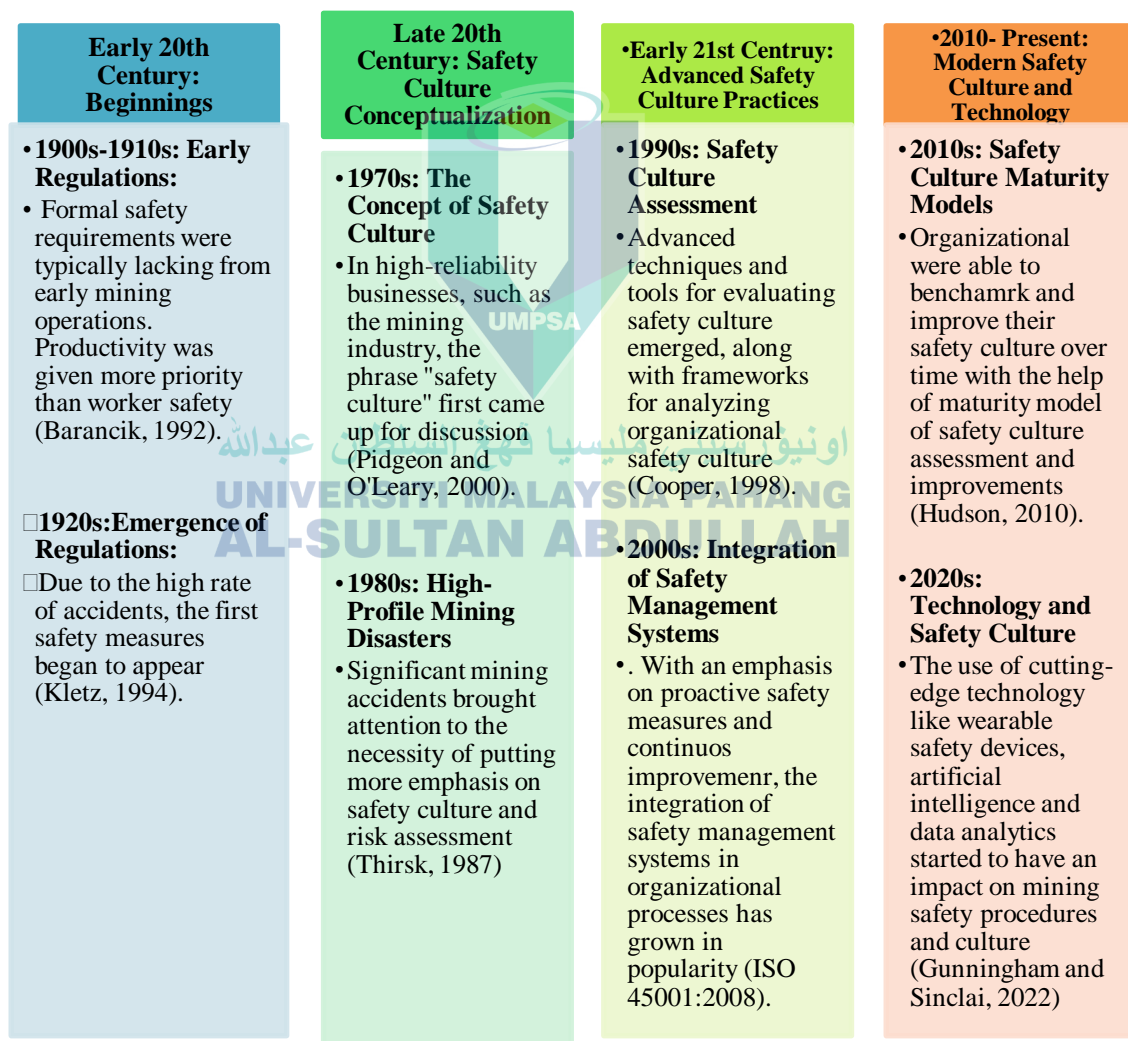 Early 20th
Century:
Beginnings
• 1900s-1910s: Early
Regulations:
• Formal safety
requirements were
typically lacking from
early mining
operations.
Productivity was
given more priority
than worker safety
(Barancik, 1992).
□1920s:Emergence of
Regulations:
□Due to the high rate
of accidents, the first
safety measures
began to appear
(Kletz, 1994).
Late 20th
Century: Safety
Culture
Conceptualization
• 1970s: The
Concept of Safety
Culture
• In high-reliability
businesses, such as
the mining
industry, the
phrase "safety
culture" first came
up for discussion
(Pidgeon and
O'Leary, 2000).
• 1980s: High-
Profile Mining
Disasters
• Significant mining
accidents brought
attention to the
necessity of putting
more emphasis on
safety culture and
risk assessment
(Thirsk, 1987)
•Early 21st Centruy:
Advanced Safety
Culture Practices
• 1990s: Safety
Culture
Assessment
• Advanced
techniques and
tools for evaluating
safety culture
emerged, along
with frameworks
for analyzing
organizational
safety culture
(Cooper, 1998).
• 2000s: Integration
of Safety
Management
Systems
• . With an emphasis
on proactive safety
measures and
continuos
improvemenr, the
integration of
safety management
systems in
organizational
processes has
grown in
popularity (ISO
45001:2008).
•2010- Present:
Modern Safety
Culture and
Technology
• 2010s: Safety
Culture Maturity
Models
• Organizational
were able to
benchamrk and
improve their
safety culture over
time with the help
of maturity model
of safety culture
assessment and
improvements
(Hudson, 2010).
• 2020s:
Technology and
Safety Culture
• The use of cutting-
edge technology
like wearable
safety devices,
artificial
intelligence and
data analytics
started to have an
impact on mining
safety procedures
and culture
(Gunningham and
Sinclai, 2022)
UMPSA
اونيۏرسيتي مليسيا ڤهڠ السلطان عبدالله
UNIVERSITI MALAYSIA PAHANG
AL-SULTAN ABDULLAH